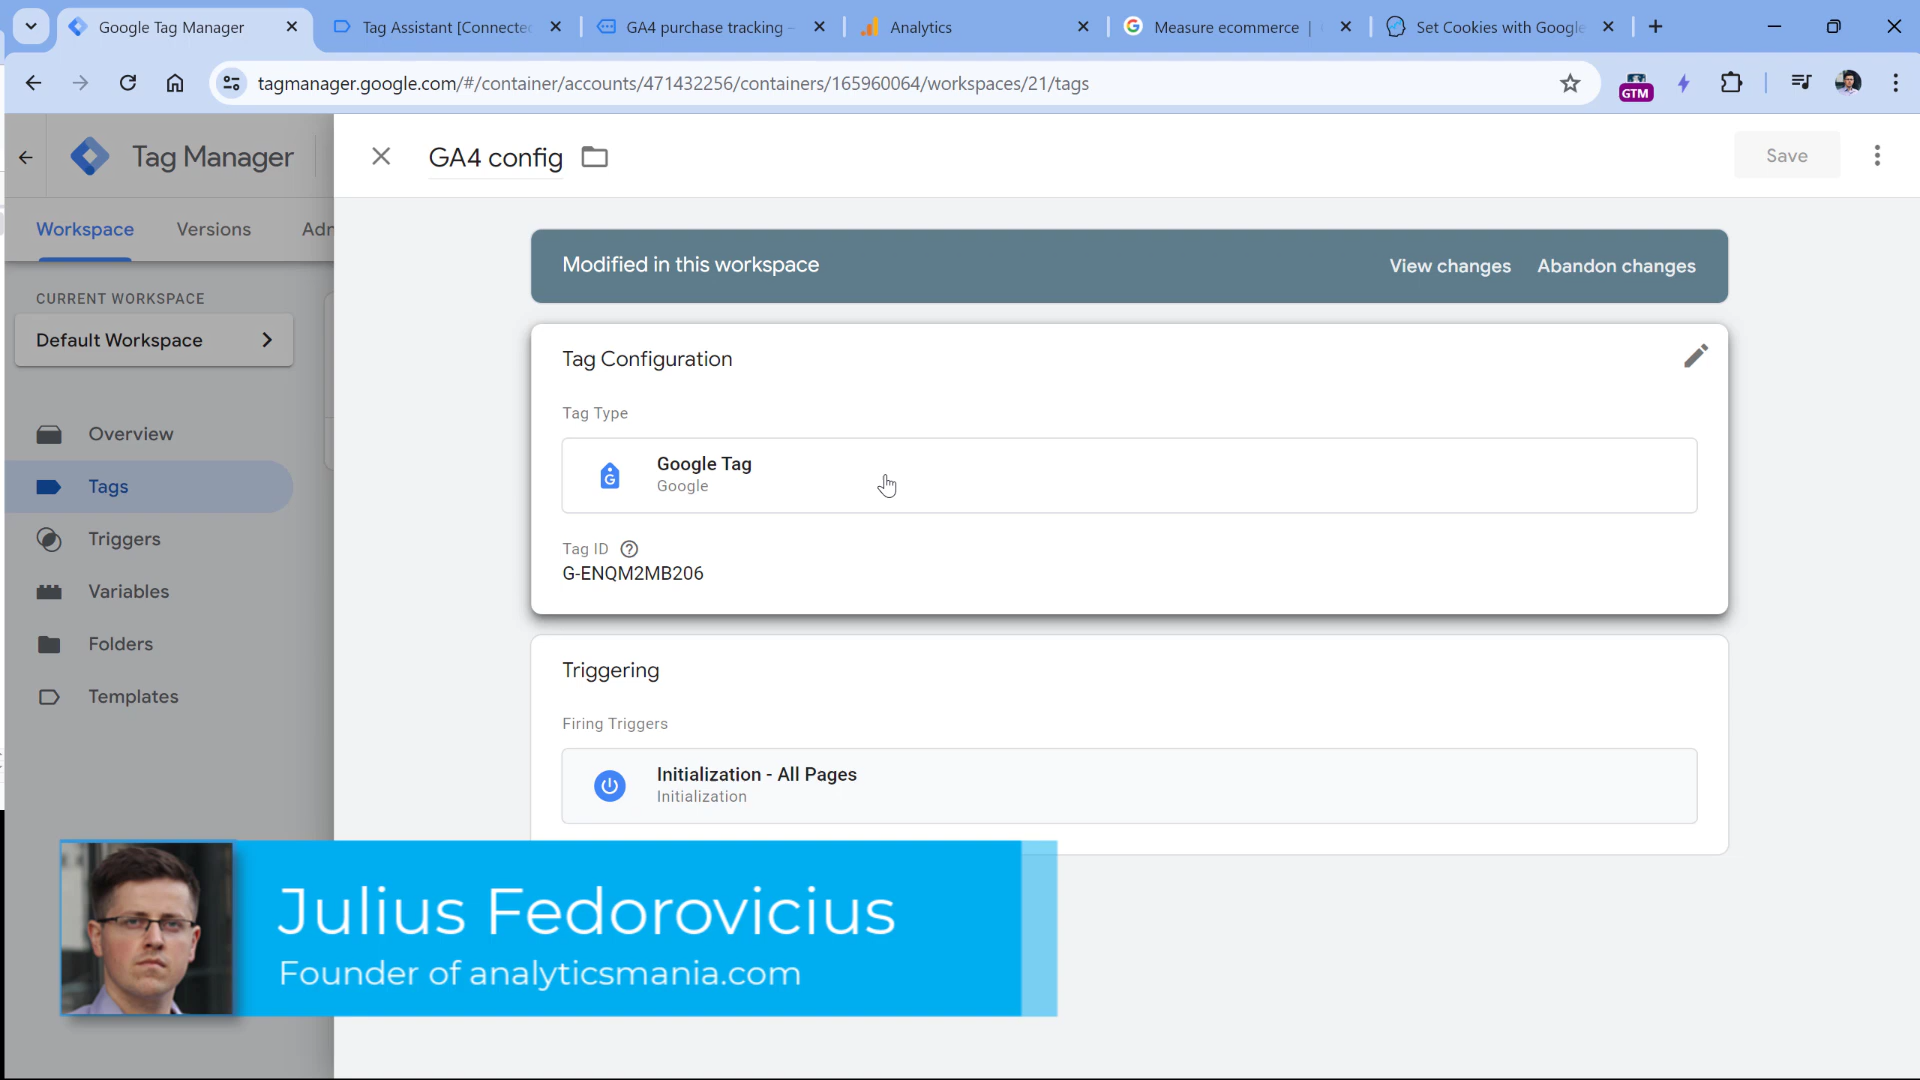 Google Tag Manager
Tag Assistant [Connected
GA4 purchase tracking -
Analytics
Measure ecommerce |
Set Cookies with Google
tagmanager.google.com/#/container/accounts/471432256/containers/165960064/workspaces/21/tags
GTM
Tag Manager
GA4 config
Save
Workspace
Versions
Adn
Modified in this workspace
View changes
Abandon changes
CURRENT WORKSPACE
Default Workspace
Tag Configuration
Tag Type
Google Tag
Google
Tag ID
G-ENQM2MB206
Overview
Tags
Triggers
Variables
Folders
Templates
Triggering
Firing Triggers
Initialization - All Pages
Initialization
Julius Fedorovicius
Founder of analyticsmania.com